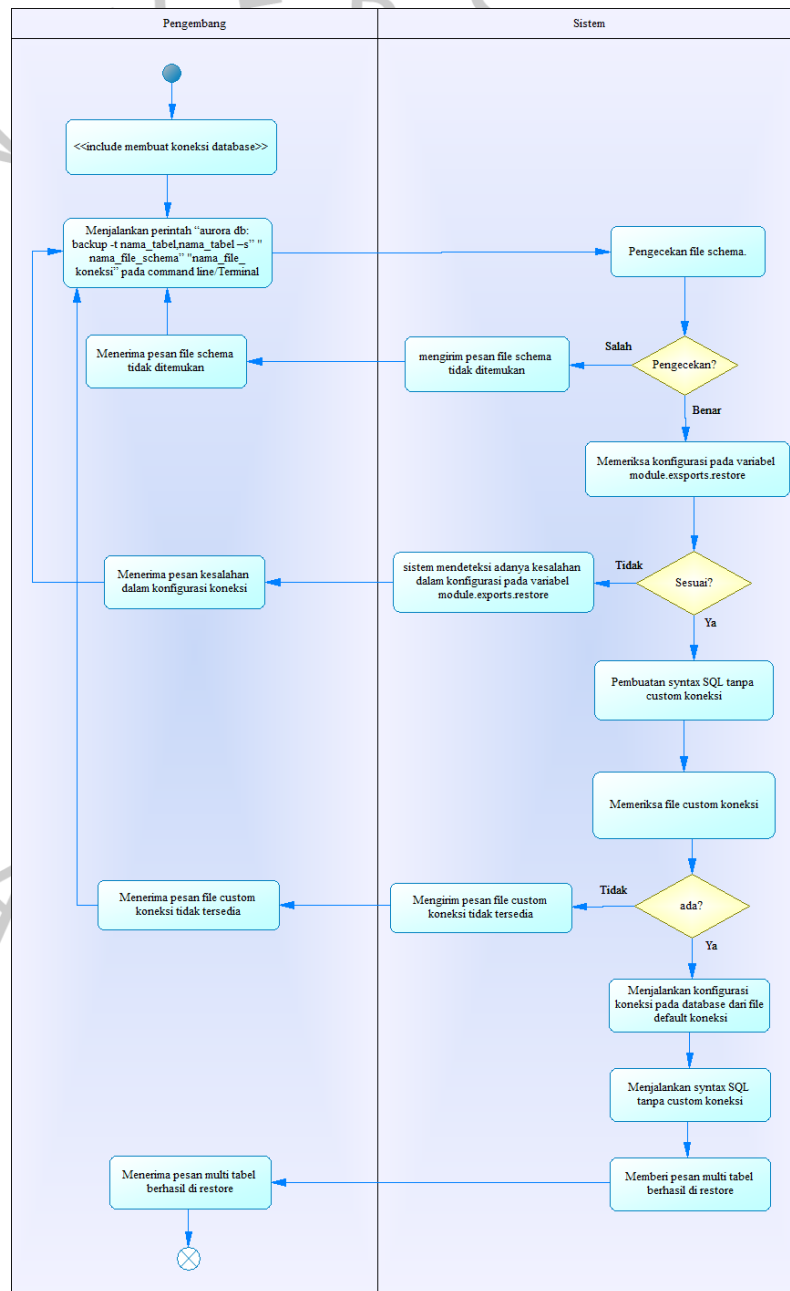 Pengembang
Sistem
<<include membuat koneksi database>>
Menjalankan perintah “aurora db:
backup -t nama_tabel,nama_tabel –s” "
nama_file_schema” "nama_file_
koneksi” pada command line/Terminal
Pengecekan file schema.
Menerima pesan file schema
tidak ditemukan
mengirim pesan file schema
tidak ditemukan
Salah
Pengecekan?
Benar
Memeriksa konfigurasi pada variabel
module.exsports.restore
Menerima pesan kesalahan
dalam konfigurasi koneksi
sistem mendeteksi adanya kesalahan
dalam konfigurasi pada variabel
module.exports.restore
Tidak
Sesuai?
Ya
Pembuatan syntax SQL tanpa
custom koneksi
Memeriksa file custom koneksi
Menerima pesan file custom
koneksi tidak tersedia
Mengirim pesan file custom
koneksi tidak tersedia
Tidak
ada?
Ya
Menjalankan konfigurasi
koneksi pada database dari file
default koneksi
Menjalankan syntax SQL
tanpa custom koneksi
Menerima pesan multi tabel
berhasil di restore
Memberi pesan multi tabel
berhasil di restore